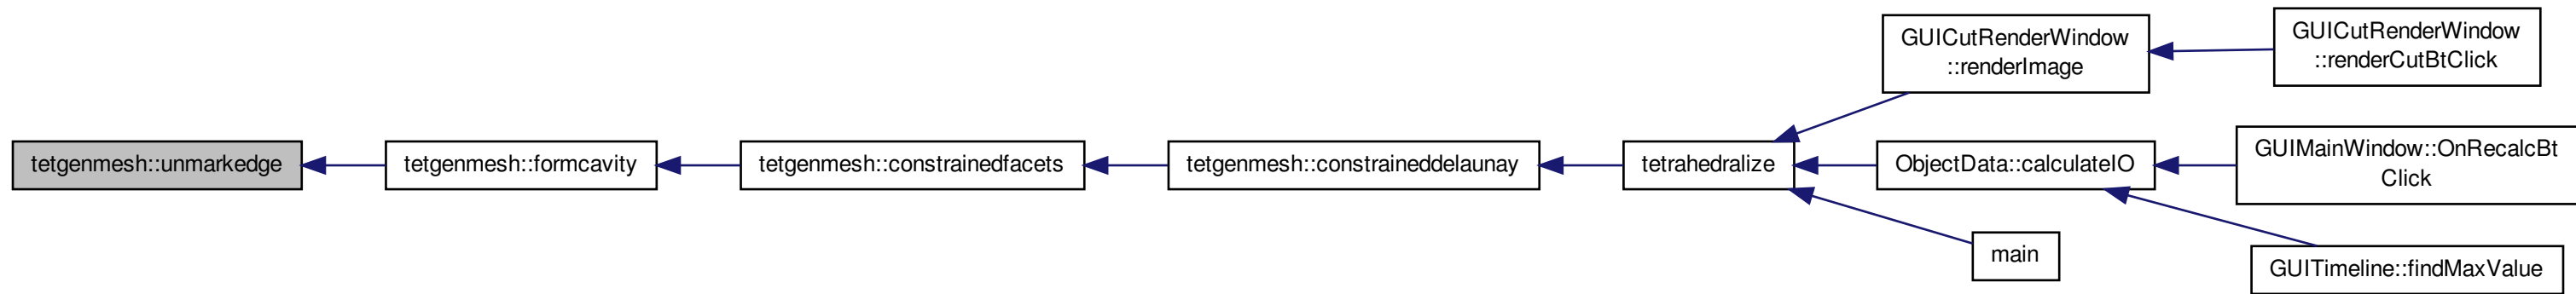 tetgenmesh::unmarkedge
tetgenmesh::formcavity
tetgenmesh::constrainedfacets
tetgenmesh::constraineddelaunay
tetrahedralize
GUICutRenderWindow
::renderImage
GUICutRenderWindow
::renderCutBtClick
ObjectData::calculateIO
GUIMainWindow::OnRecalcBt
Click
main
GUITimeline::findMaxValue